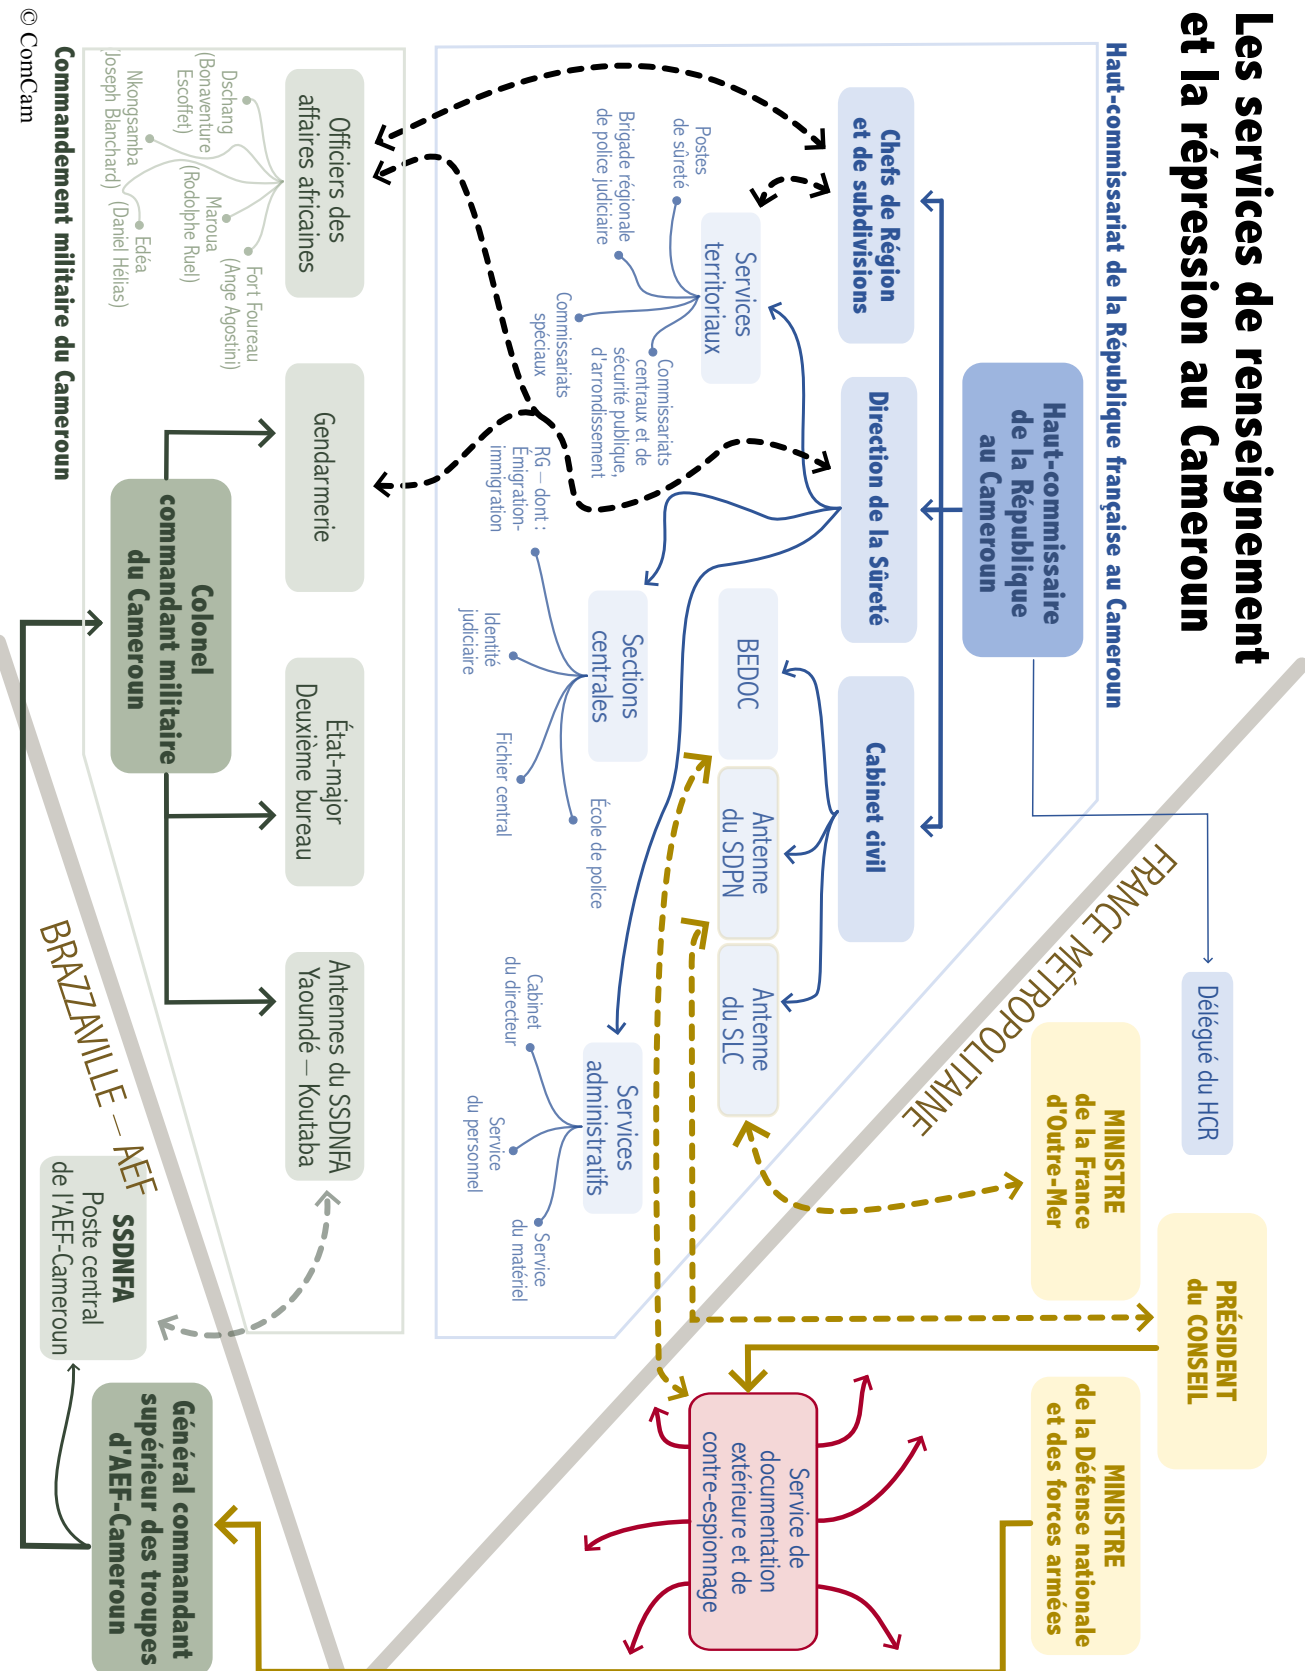 Les services de renseignement
et la répression au Cameroun
Haut-commissariat de la République française au Cameroun
Haut-commissaire
de la République
au Cameroun
Délégué du HCR
FRANCE MÉTROPOLITAINE
PRÉSIDENT
du CONSEIL
MINISTRE
de la France
d'Outre-Mer
MINISTRE
de la Défense nationale
et des forces armées
Chefs de Région
et de subdivisions
Direction de la Sûreté
Cabinet civil
Services
territoriaux
Postes
de sûreté
Brigade régionale
de police judiciaire
Commissariats
spéciaux
Commissariats
centraux et de
sécurité publique,
d'arrondissement
BEDOC
Antenne
du SDPN
Antenne
du SLC
Sections
centrales
RG – dont :
Émigration-
immigration
Identité
judiciaire
Fichier central
École de police
Services
administratifs
Cabinet
du directeur
Service
du personnel
Service
du matériel
Service de
documentation
extérieure et de
contre-espionnage
Officiers des
affaires africaines
Dschang
(Bonaventure
Escoffet)
Nkongsamba
(Joseph Blanchard)
Maroua
(Rodolphe Ruel)
Edéa
(Daniel Hélias)
Fort Foureau
(Ange Agostini)
Gendarmerie
État-major
Deuxième bureau
Antennes du SSDNFA
Yaoundé – Koutaba
Colonel
commandant militaire
du Cameroun
Commandement militaire du Cameroun
BRAZZAVILLE – AEF
SSDNFA
Poste central
de l'AEF-Cameroun
Général commandant
supérieur des troupes
d'AEF-Cameroun
© ComCam